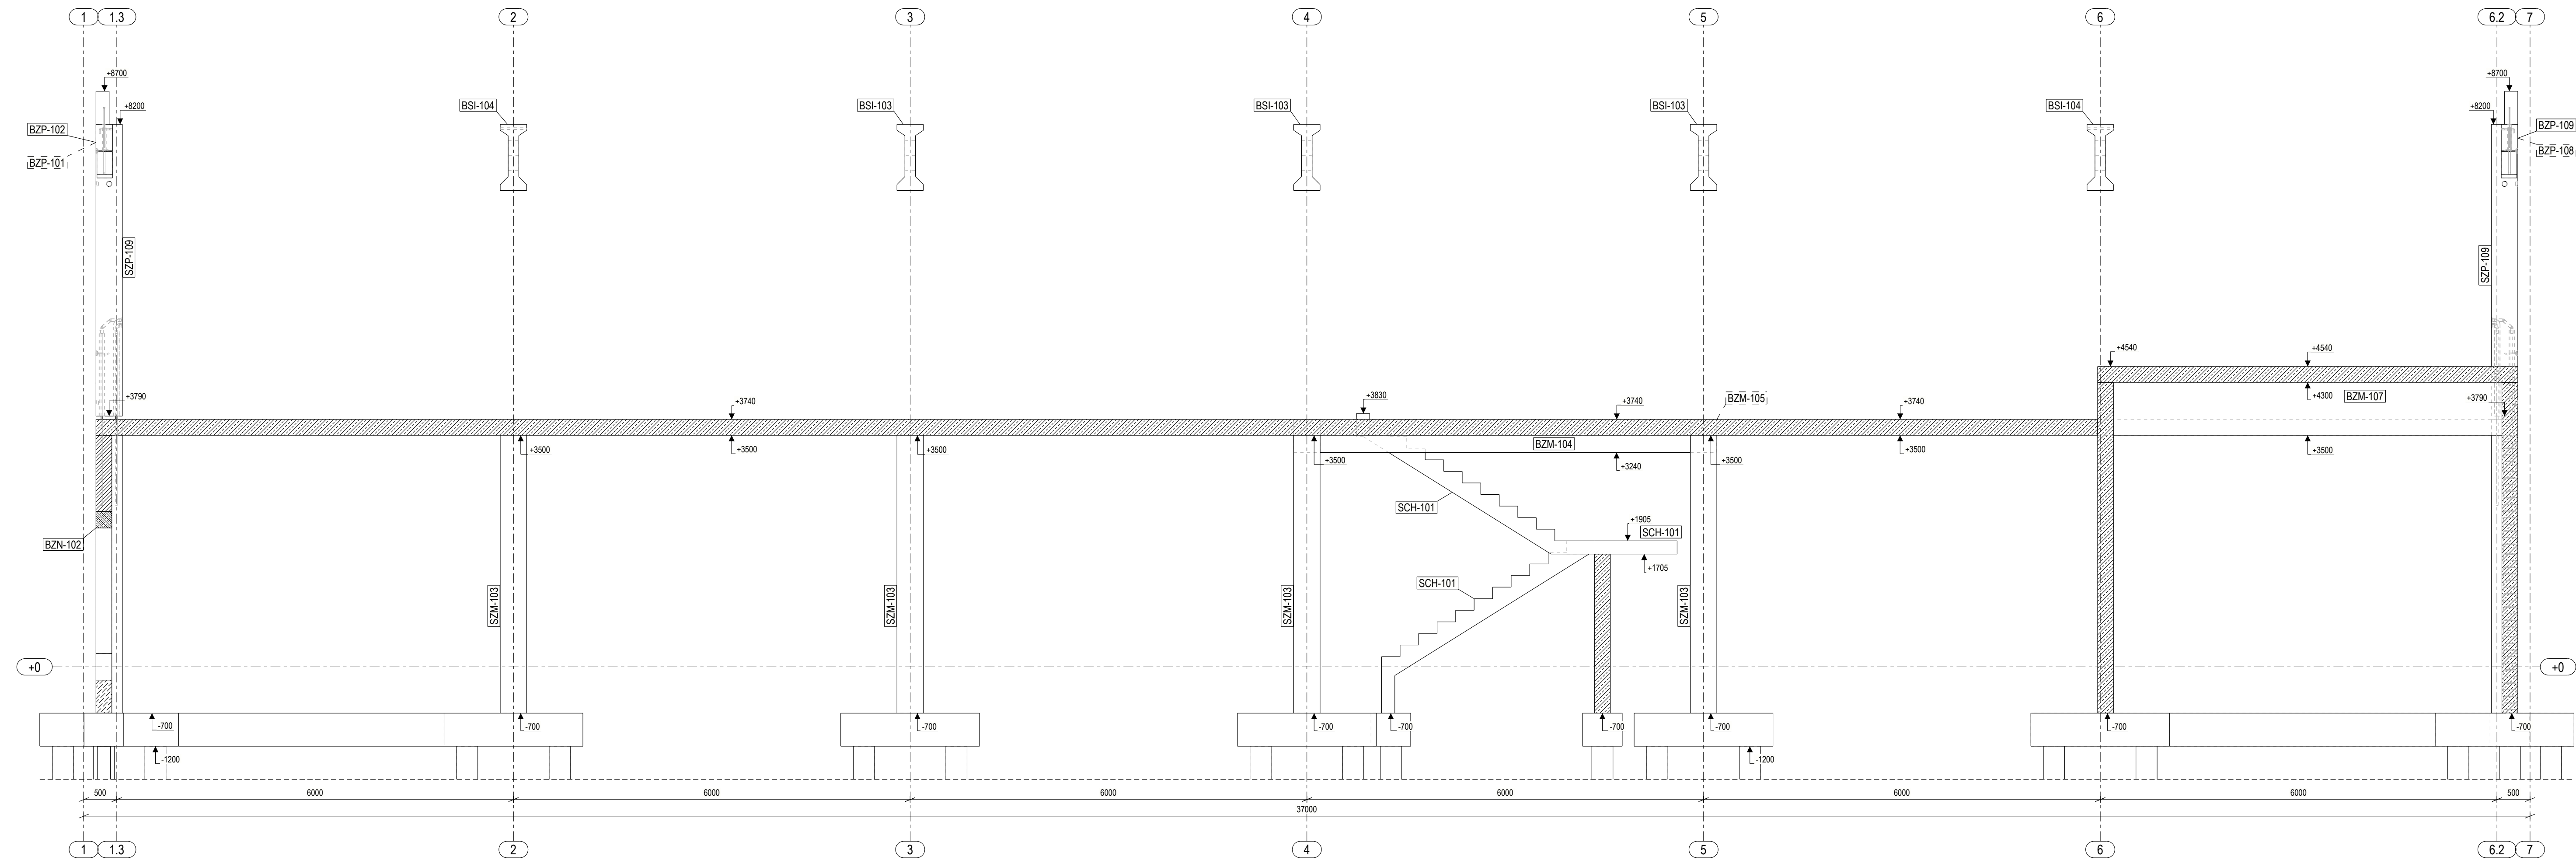 1 1.3 2 3 4 5 6 6.2 7
+8700 +8700
+8200 +8200
BSI-104 BSI-103 BSI-103 BSI-103 BSI-104
BZP-102 BZP-109
BZP-101 BZP-108
SZP-109 SZP-109
+4540 +4540
+3790 +3830 +4300 BZM-107
+3740 +3740 BZM-105 +3740 +3790
BZM-104
+3500 +3500 +3500 +3500 +3500 +3500 +3500
+3240
SCH-101
+1905
SCH-101
BZN-102
+1705
SCH-101
SZM-103 SZM-103 SZM-103 SZM-103
+0 +0
-700 -700 -700 -700 -700 -700 -700 -700 -700
-1200 -1200
500 6000 6000 6000 6000 6000 6000 500
37000
1 1.3 2 3 4 5 6 6.2 7